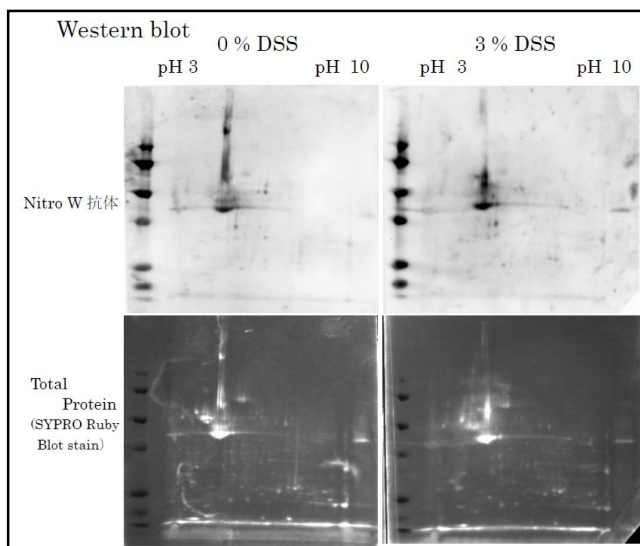 Western blot
0 % DSS
3 % DSS
pH 3
pH 10
pH 3
pH 10
Nitro W 抗体
Total
Protein
(SYPRO Ruby
Blot stain)